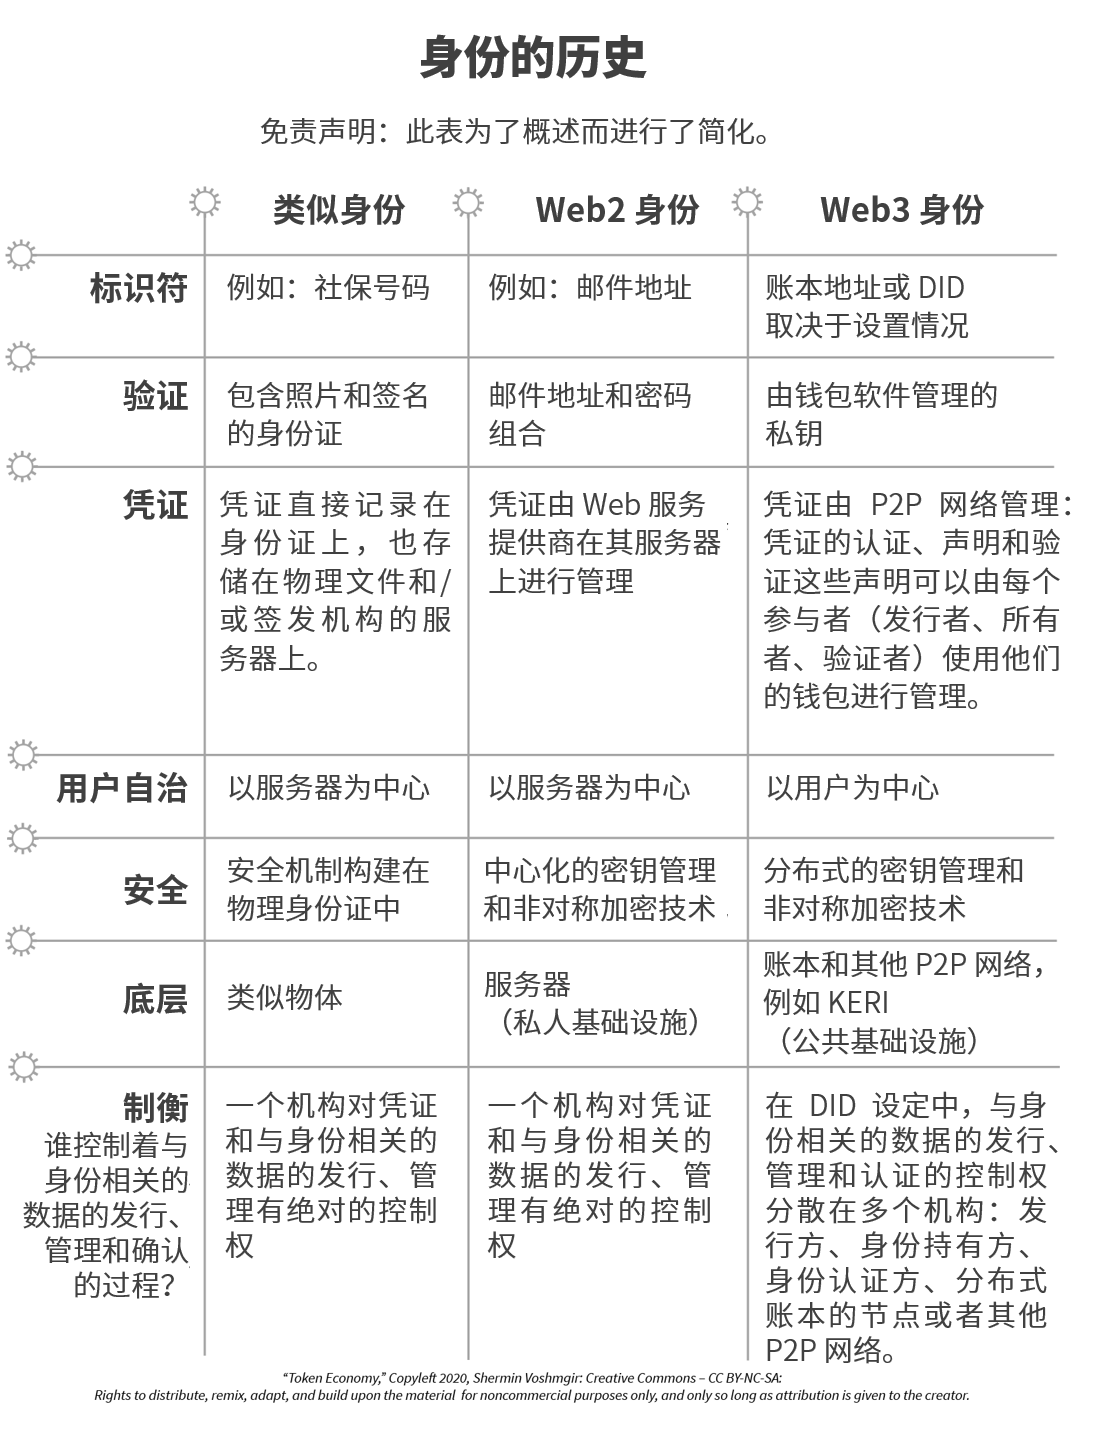 身份的历史
免责声明：此表为了概述而进行了简化。
类似身份
Web2 身份
Web3 身份
标识符
例如：社保号码
例如：邮件地址
账本地址或 DID
取决于设置情况
验证
包含照片和签名
的身份证
邮件地址和密码
组合
由钱包软件管理的
私钥
凭证
凭证直接记录在
身份证上，也存
储在物理文件和/
或签发机构的服
务器上。
凭证由 Web 服务
提供商在其服务器
上进行管理
凭证由 P2P 网络管理：
凭证的认证、声明和验
证这些声明可以由每个
参与者（发行者、所有
者、验证者）使用他们
的钱包进行管理。
用户自治
以服务器为中心
以服务器为中心
以用户为中心
安全
安全机制构建在
物理身份证中
中心化的密钥管理
和非对称加密技术
分布式的密钥管理和
非对称加密技术
底层
类似物体
服务器
（私人基础设施）
账本和其他 P2P 网络，
例如 KERI
（公共基础设施）
制衡
谁控制着与
身份相关的
数据的发行、
管理和确认
的过程？
一个机构对凭证
和与身份相关的
数据的发行、管
理有绝对的控制
权
一个机构对凭证
和与身份相关的
数据的发行、管
理有绝对的控制
权
在 DID 设定中，与身
份相关的数据的发行、
管理和认证的控制权
分散在多个机构：发
行方、身份持有方、
身份认证方、分布式
账本的节点或者其他
P2P 网络。
“Token Economy,” Copyleft 2020, Shermin Voshmgir: Creative Commons – CC BY-NC-SA:
Rights to distribute, remix, adapt, and build upon the material for noncommercial purposes only, and only so long as attribution is given to the creator.